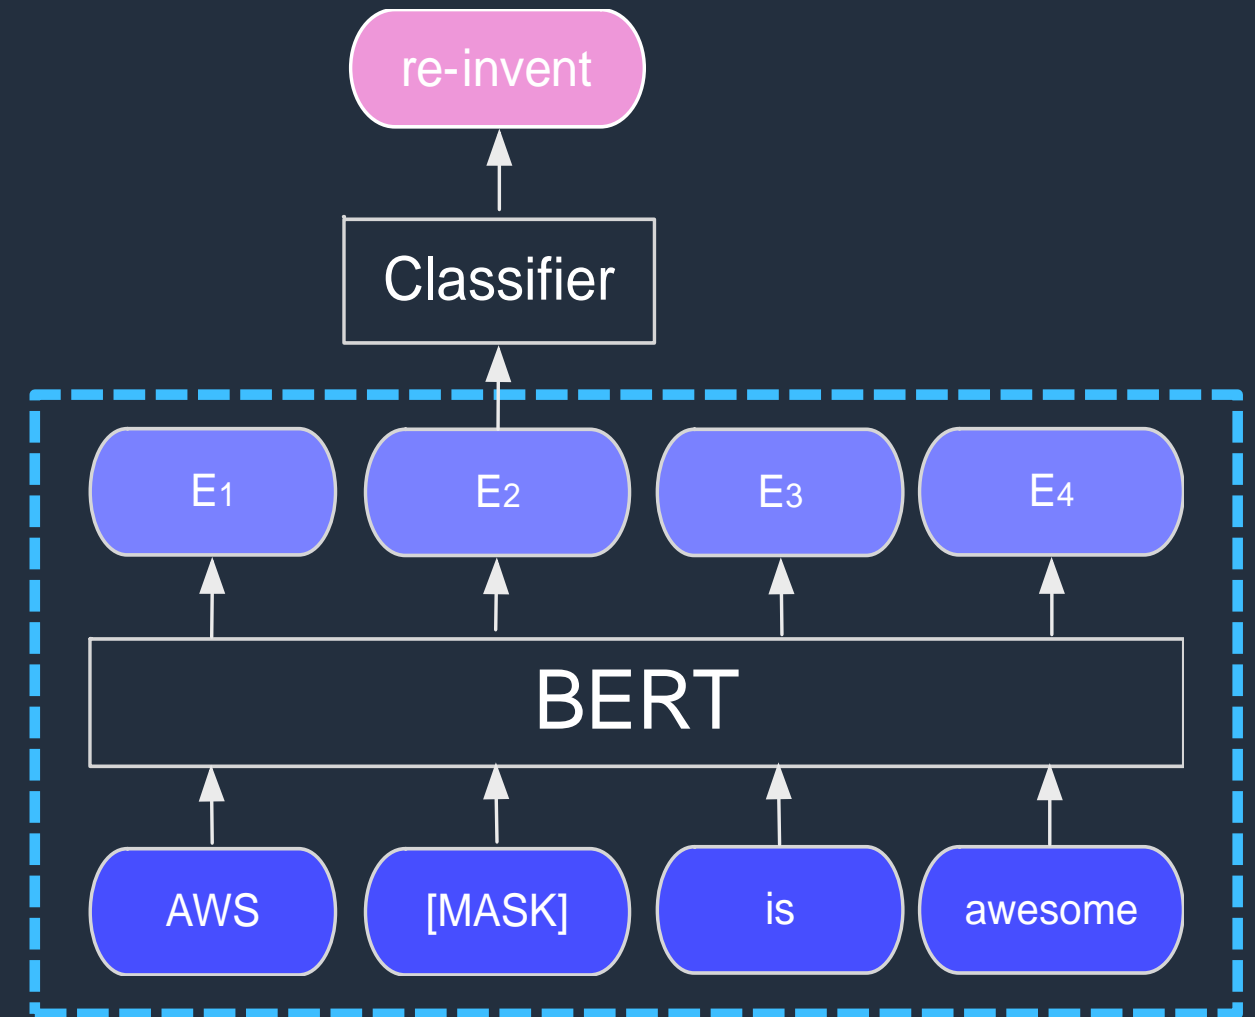 re-invent
Classifier
E1 E2 E3 E4
BERT
AWS [MASK] is awesome